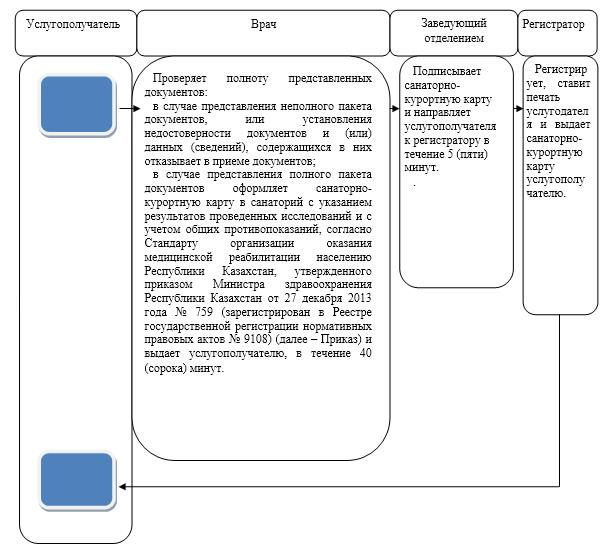 Услугополучатель
Врач
Заведующий
отделением
Регистратор
Проверяет полноту представленных
документов:
в случае представления неполного пакета
документов, или установления
недостоверности документов и (или)
данных (сведений), содержащихся в них
отказывает в приеме документов;
в случае представления полного пакета
документов оформляет санаторно-
курортную карту в санаторий с указанием
результатов проведенных исследований и с
учетом общих противопоказаний, согласно
Стандарту организации оказания
медицинской реабилитации населению
Республики Казахстан, утвержденного
приказом Министра здравоохранения
Республики Казахстан от 27 декабря 2013
года № 759 (зарегистрирован в Реестре
государственной регистрации нормативных
правовых актов № 9108) (далее – Приказ) и
выдает услугополучателю, в течение 40
(сорока) минут.
Подписывает
санаторно-
курортную карту
и направляет
услугополучателя
к регистратору в
течение 5 (пяти)
минут.
.
Регистрир
ует, ставит
печать
услугодател
я и выдает
санаторно-
курортную
карту
услугополу
чателю.